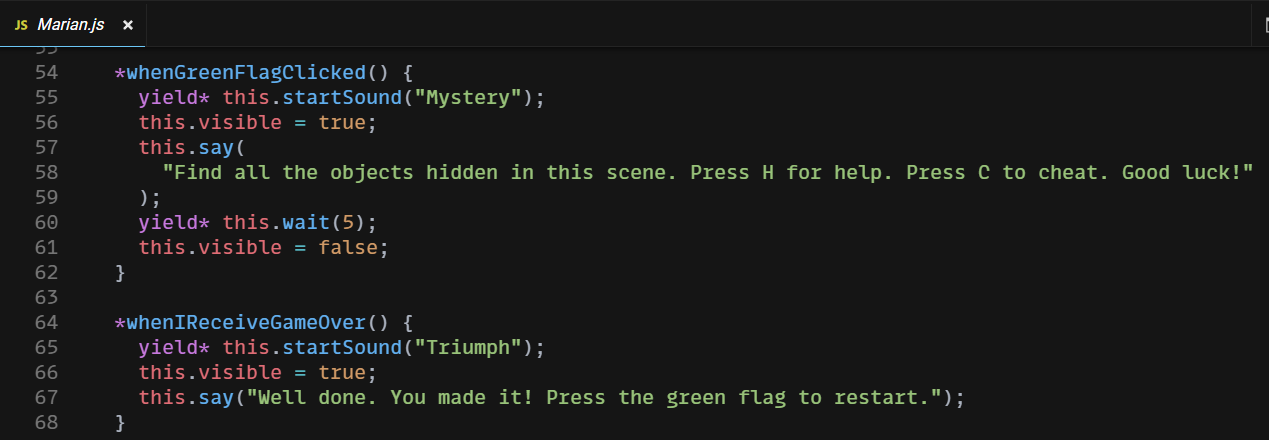 JS Marian.js ×
53
54 *whenGreenFlagClicked() {
55 yield* this.startSound("Mystery");
56 this.visible = true;
57 this.say(
58 "Find all the objects hidden in this scene. Press H for help. Press C to cheat. Good luck!"
59 );
60 yield* this.wait(5);
61 this.visible = false;
62 }
63
64 *whenIReceiveGameOver() {
65 yield* this.startSound("Triumph");
66 this.visible = true;
67 this.say("Well done. You made it! Press the green flag to restart.");
68 }